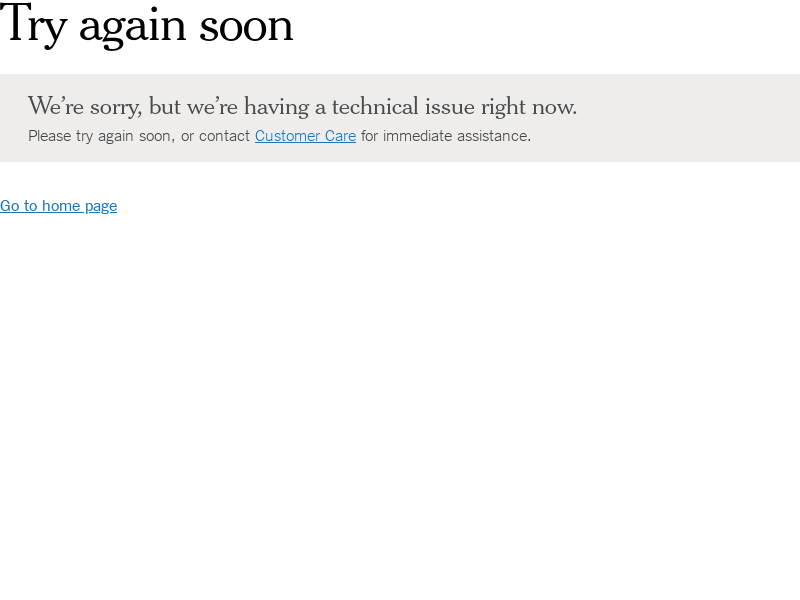 Try again soon
We’re sorry, but we’re having a technical issue right now.
Please try again soon, or contact Customer Care for immediate assistance.
Go to home page